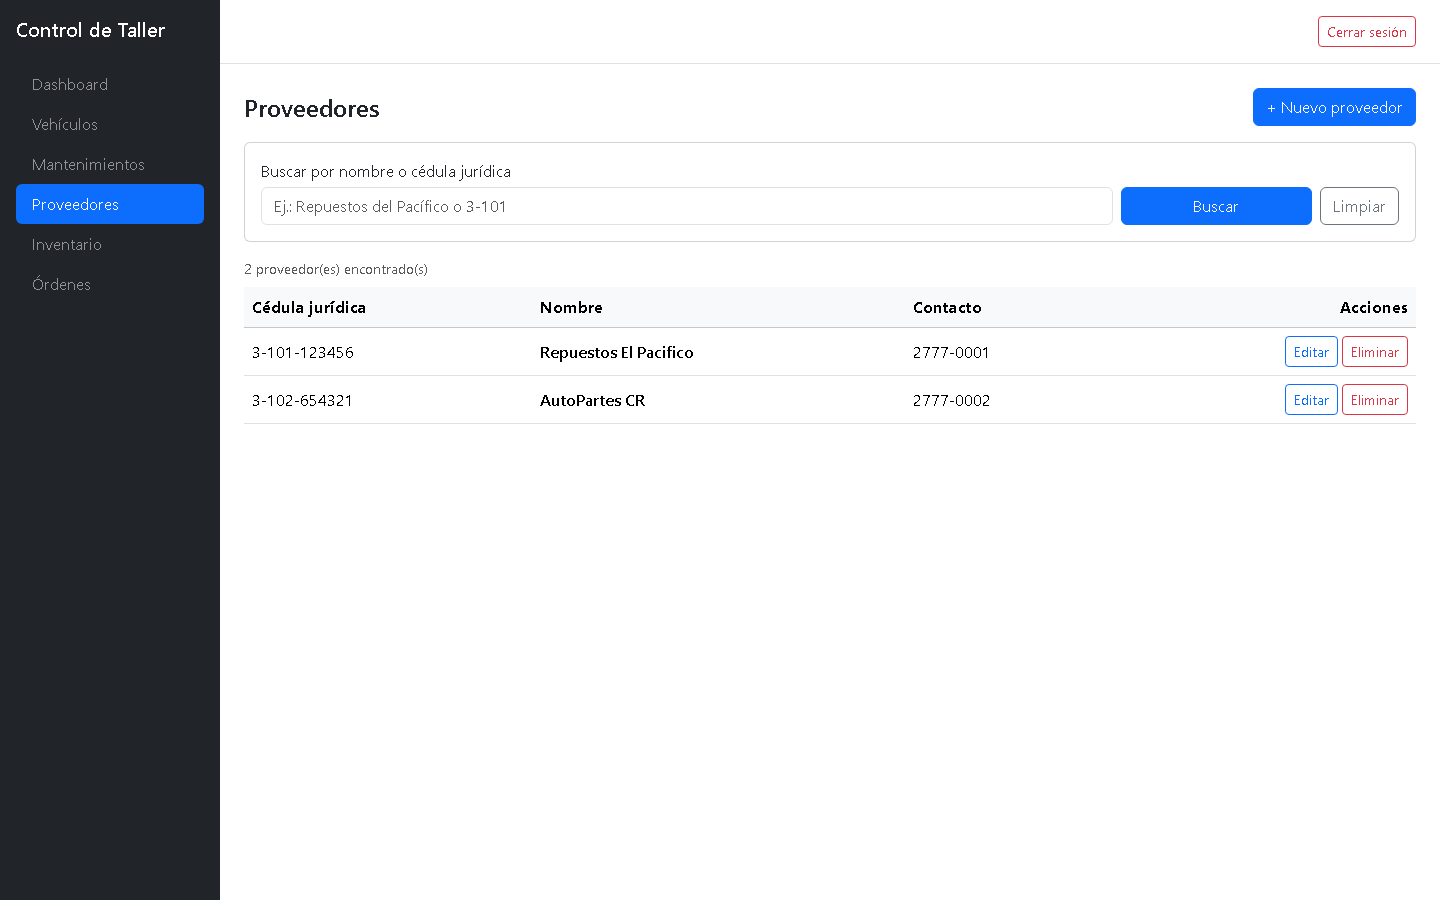 Control de Taller
Dashboard
Vehículos
Mantenimientos
Proveedores
Inventario
Órdenes
Cerrar sesión
Proveedores
+ Nuevo proveedor
Buscar por nombre o cédula jurídica
Ej.: Repuestos del Pacífico o 3-101
Buscar
Limpiar
2 proveedor(es) encontrado(s)
Cédula jurídica Nombre Contacto Acciones
3-101-123456 Repuestos El Pacifico 2777-0001 Editar Eliminar
3-102-654321 AutoPartes CR 2777-0002 Editar Eliminar